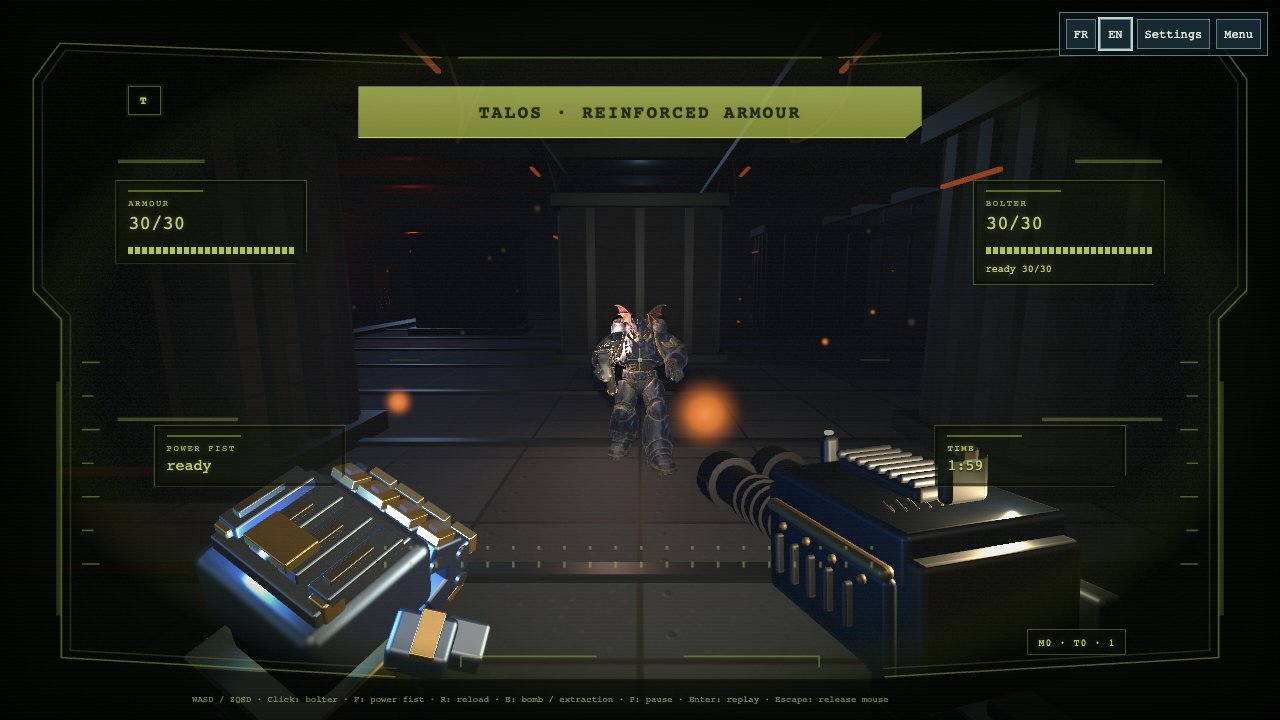 FR EN Settings Menu
T
TALOS · REINFORCED ARMOUR
ARMOUR
30/30
BOLTER
30/30
ready 30/30
POWER FIST
ready
TIME
1:59
M0 · T0 · 1
WASD / ZQSD · Click: bolter · F: power fist · R: reload · E: bomb / extraction · P: pause · Enter: replay · Escape: release mouse